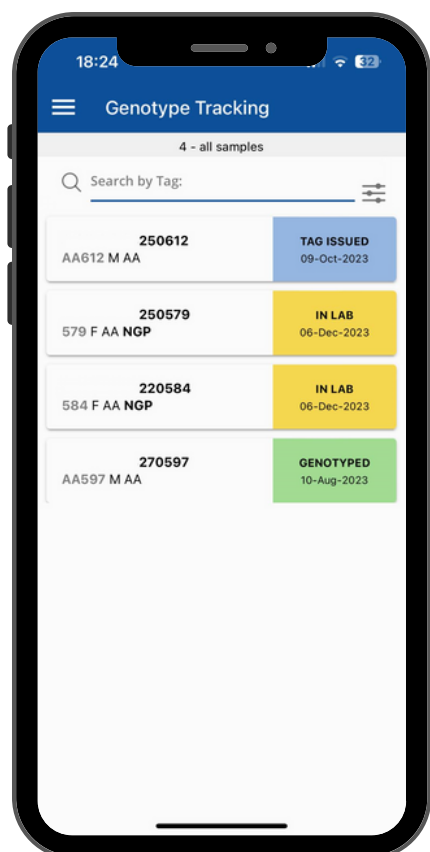 18:24
32
Genotype Tracking
4 - all samples
Search by Tag:
250612
AA612 M AA
TAG ISSUED
09-Oct-2023
250579
579 F AA NGP
IN LAB
06-Dec-2023
220584
584 F AA NGP
IN LAB
06-Dec-2023
270597
AA597 M AA
GENOTYPED
10-Aug-2023